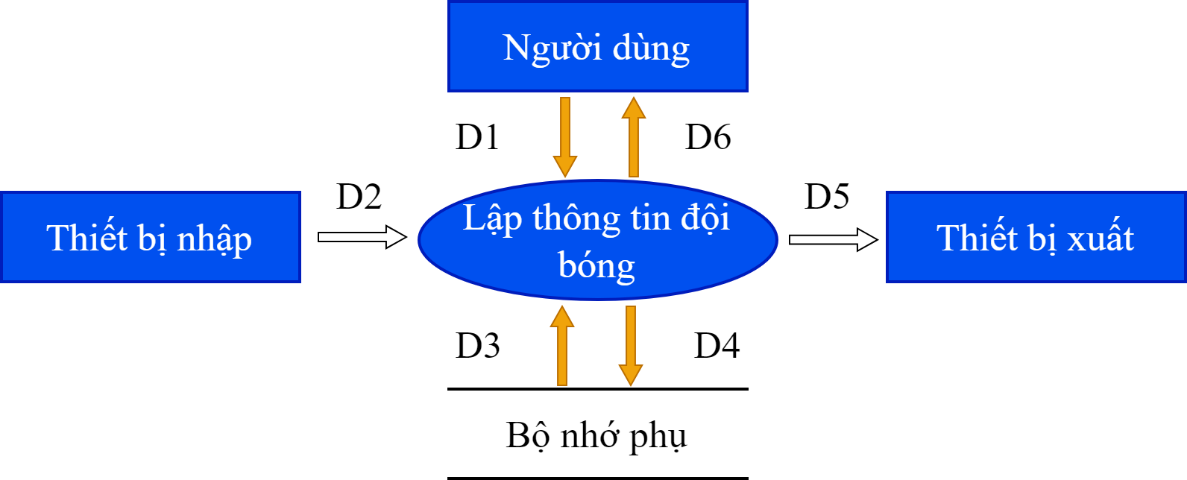 Người dùng
D1
D6
Thiết bị nhập
D2
Lập thông tin đội
bóng
D5
Thiết bị xuất
D3
D4
Bộ nhớ phụ